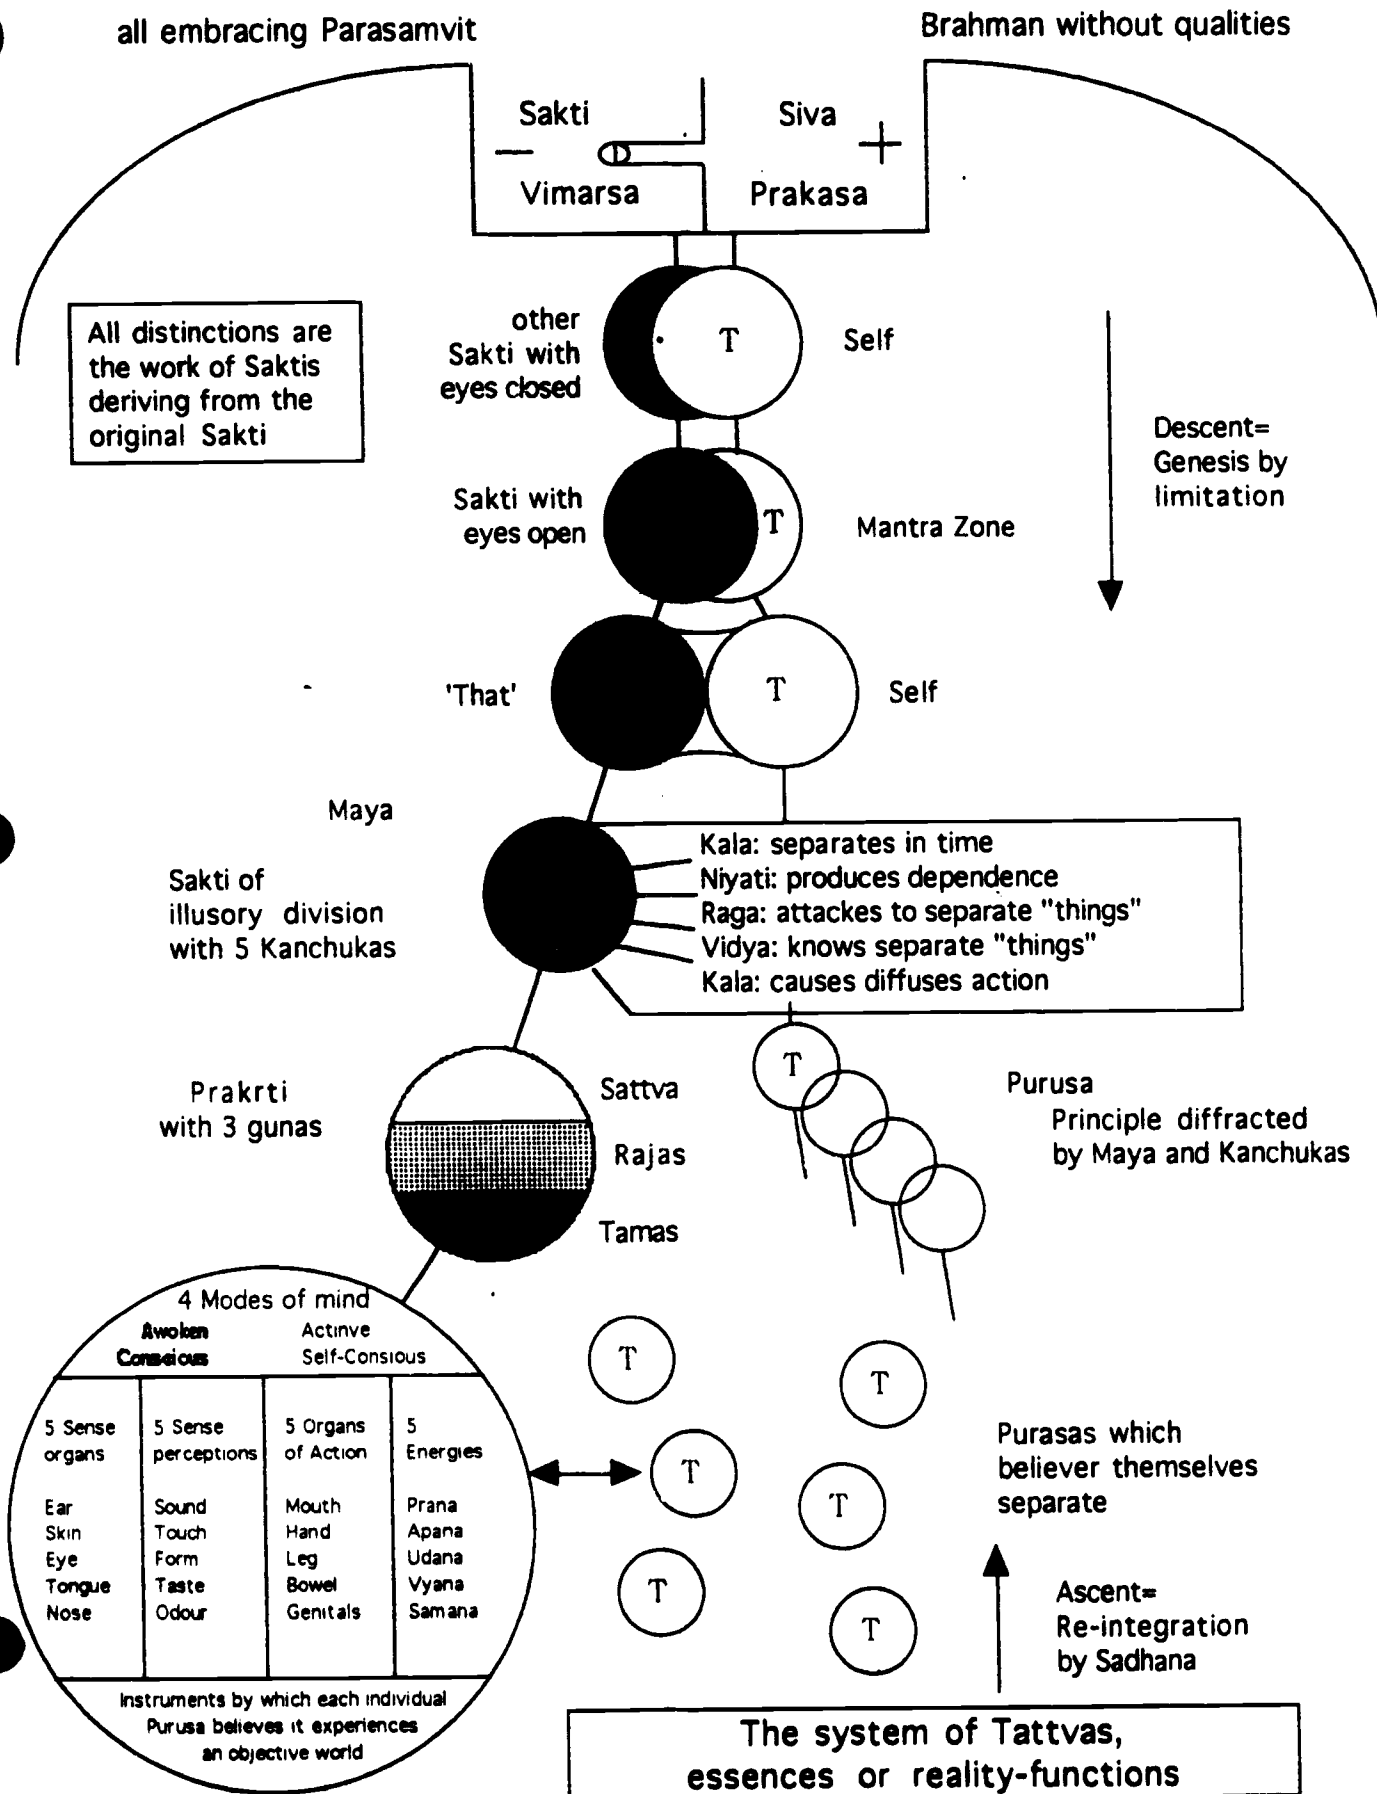 all embracing Parasamvit
Brahman without qualities
Sakti
Siva
−
I
+
Vimarsa
Prakasa
All distinctions are
the work of Saktis
deriving from the
original Sakti
other
Sakti with
eyes closed
T
Self
Descent=
Genesis by
limitation
Sakti with
eyes open
T
Mantra Zone
'That'
T
Self
Maya
Sakti of
illusory division
with 5 Kanchukas
Kala: separates in time
Niyati: produces dependence
Raga: attackes to separate "things"
Vidya: knows separate "things"
Kala: causes diffuses action
Prakrti
with 3 gunas
Sattva
Rajas
Tamas
T
Purusa
Principle diffracted
by Maya and Kanchukas
4 Modes of mind
Awoken
Conscious
Actinve
Self-Consious
5 Sense
organs
5 Sense
perceptions
5 Organs
of Action
5
Energies
Ear
Skin
Eye
Tongue
Nose
Sound
Touch
Form
Taste
Odour
Mouth
Hand
Leg
Bowel
Genitals
Prana
Apana
Udana
Vyana
Samana
Instruments by which each individual
Purusa believes it experiences
an objective world
T
T
T
T
T
T
Purasas which
believer themselves
separate
Ascent=
Re-integration
by Sadhana
The system of Tattvas,
essences or reality-functions